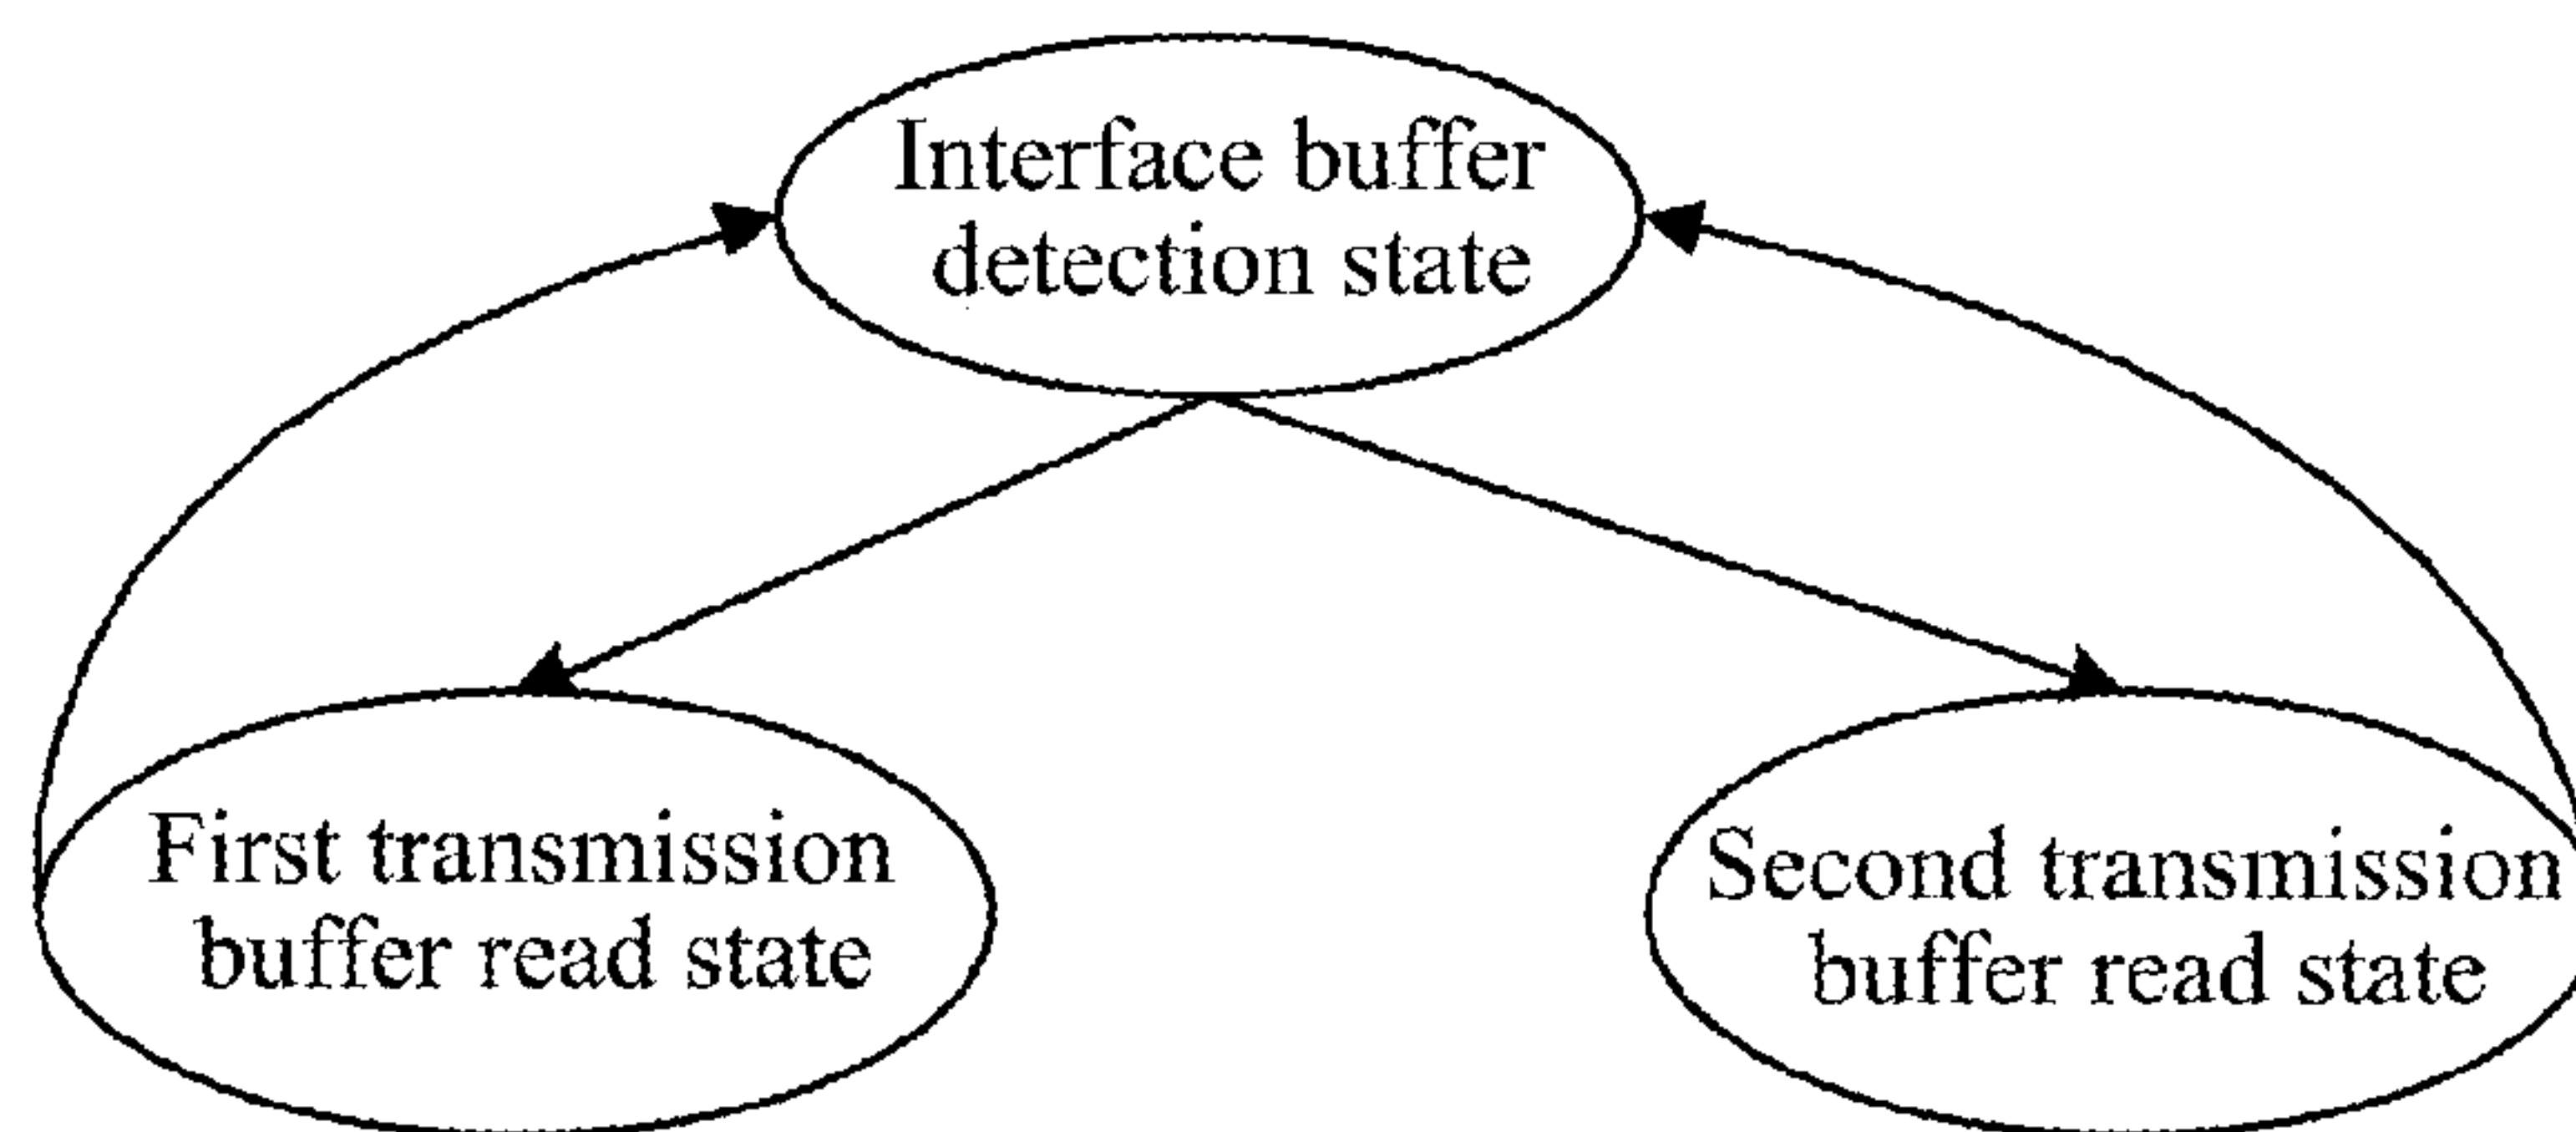 Interface buffer
detection state
First transmission
buffer read state
Second transmission
buffer read state